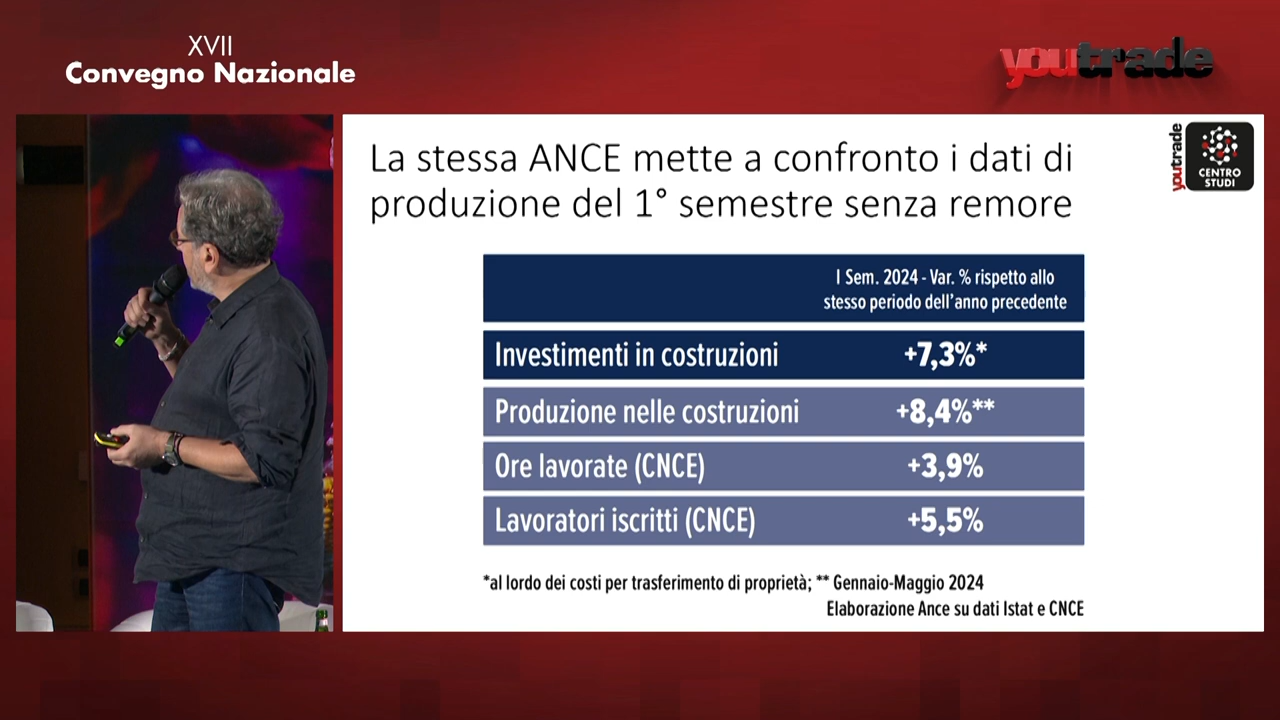 XVII
Convegno Nazionale
youtrade
La stessa ANCE mette a confronto i dati di
produzione del 1° semestre senza remore
youtrade
CENTRO
STUDI
I Sem. 2024 - Var. % rispetto allo
stesso periodo dell'anno precedente
Investimenti in costruzioni +7,3%*
Produzione nelle costruzioni +8,4%**
Ore lavorate (CNCE) +3,9%
Lavoratori iscritti (CNCE) +5,5%
*al lordo dei costi per trasferimento di proprietà; ** Gennaio-Maggio 2024
Elaborazione Ance su dati Istat e CNCE